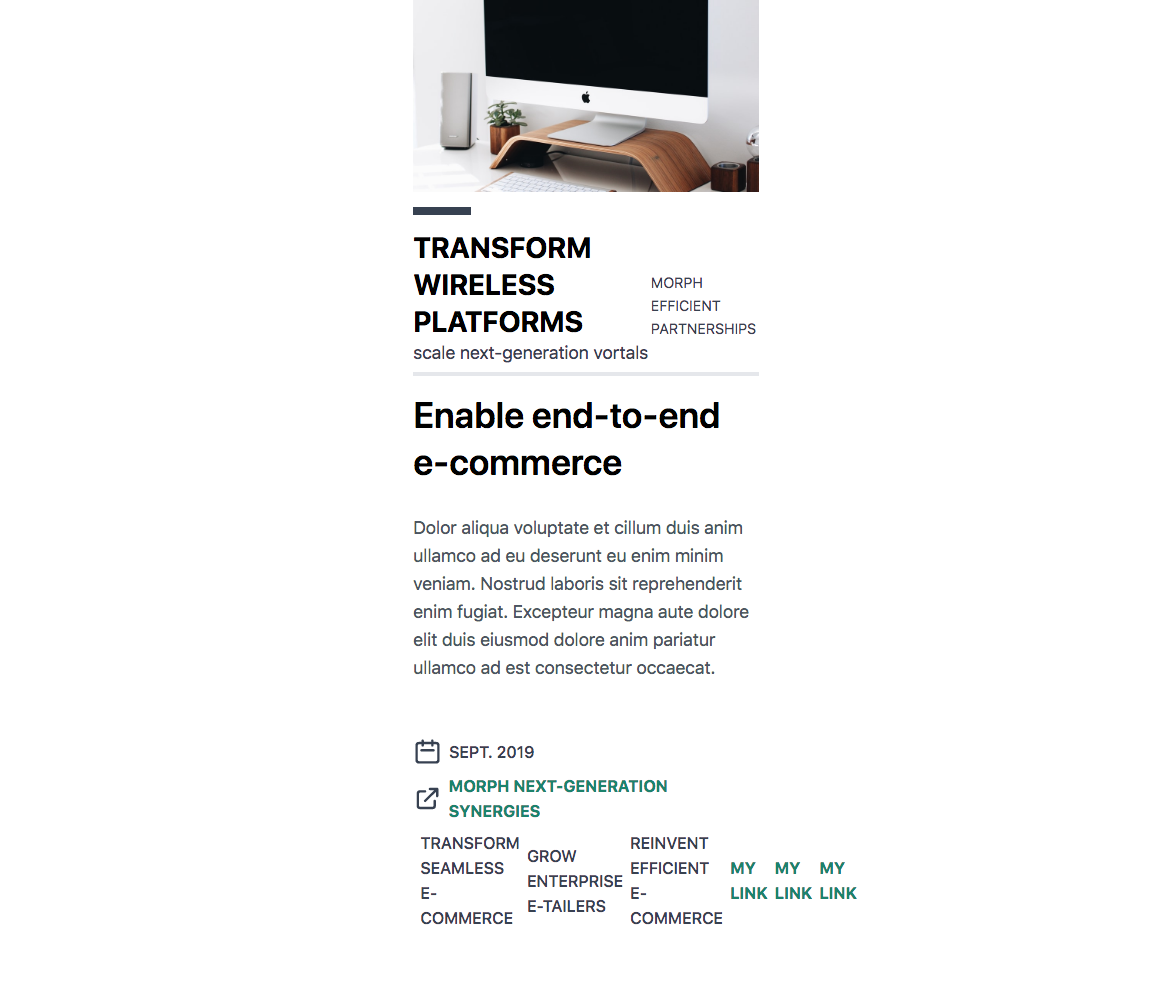 TRANSFORM
WIRELESS
PLATFORMS
scale next-generation vortals
MORPH
EFFICIENT
PARTNERSHIPS
Enable end-to-end
e-commerce
Dolor aliqua voluptate et cillum duis anim
ullamco ad eu deserunt eu enim minim
veniam. Nostrud laboris sit reprehenderit
enim fugiat. Excepteur magna aute dolore
elit duis eiusmod dolore anim pariatur
ullamco ad est consectetur occaecat.
SEPT. 2019
MORPH NEXT-GENERATION
SYNERGIES
TRANSFORM
SEAMLESS
E-
COMMERCE
GROW
ENTERPRISE
E-TAILERS
REINVENT
EFFICIENT
E-
COMMERCE
MY
LINK
MY
LINK
MY
LINK